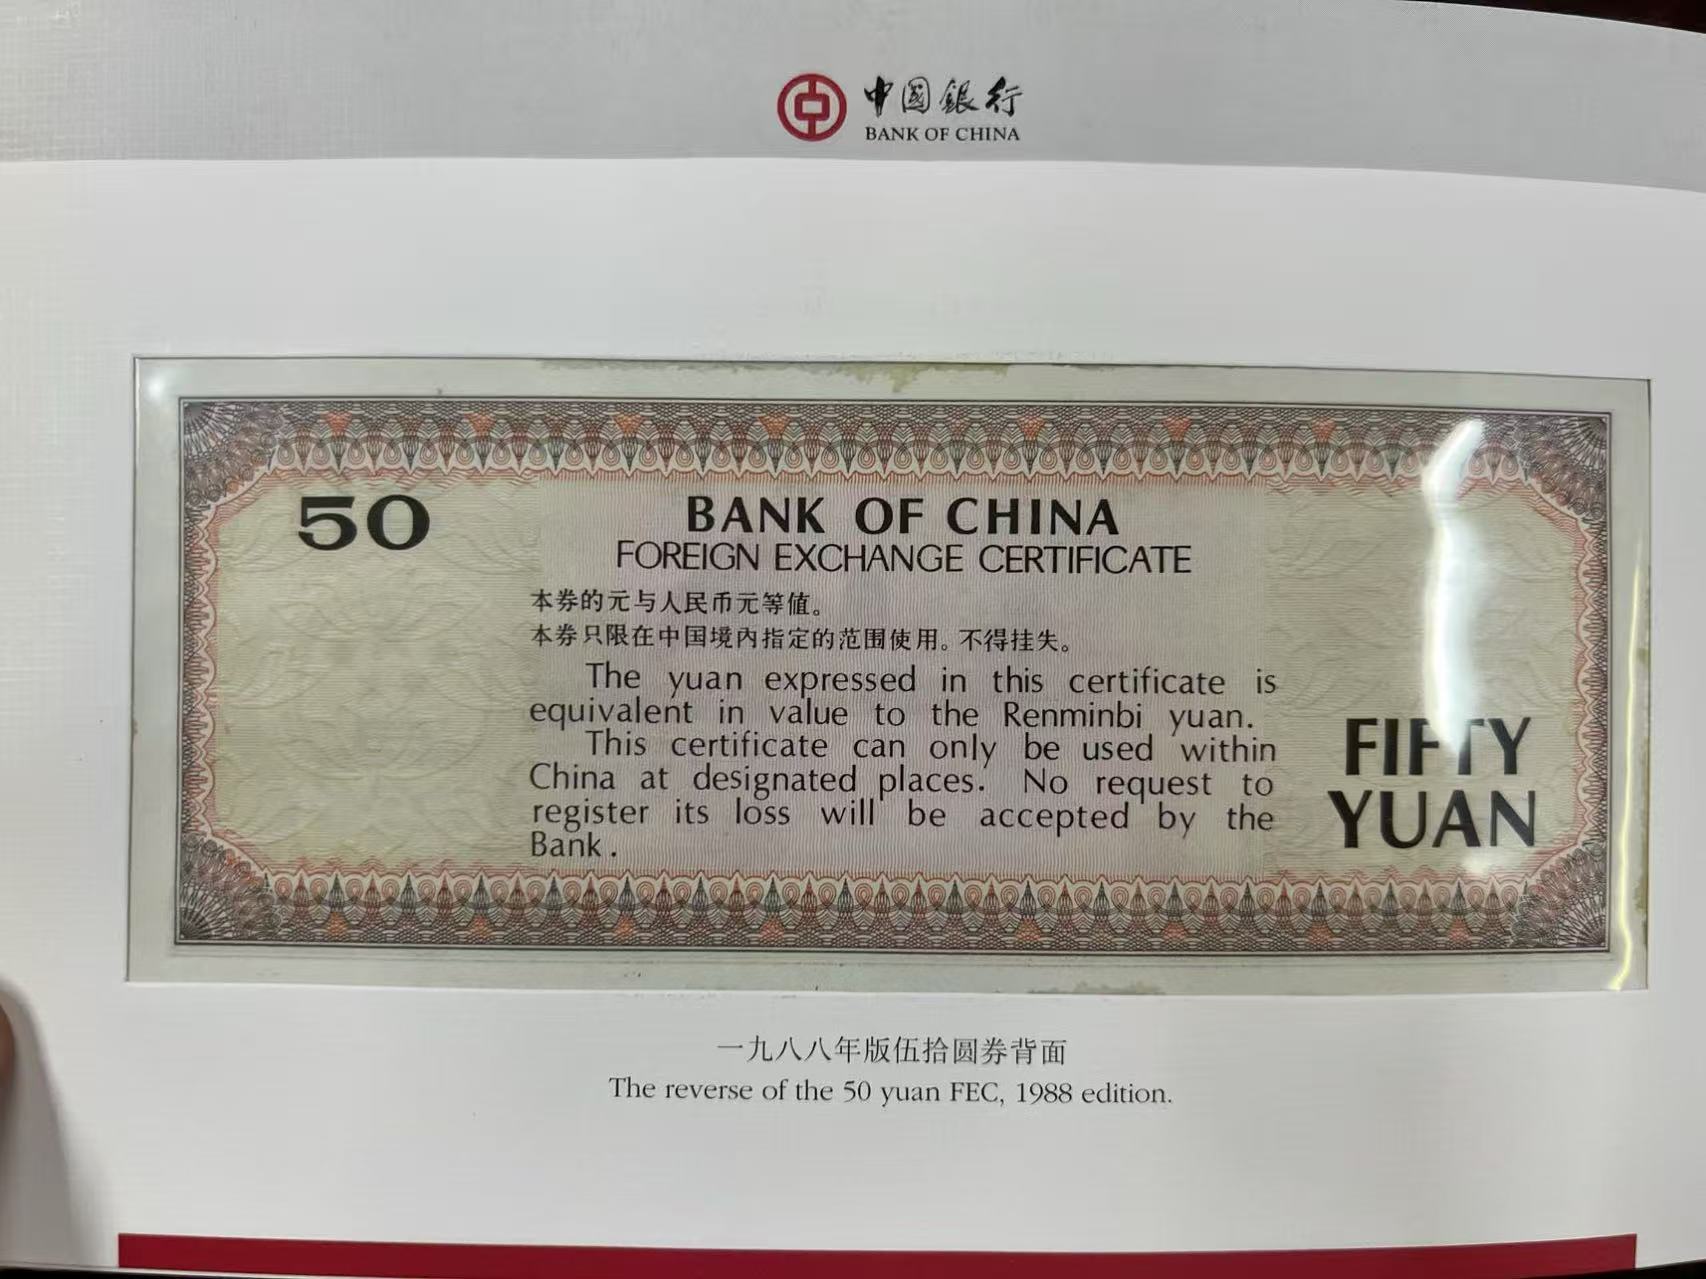 中国銀行
BANK OF CHINA
50
BANK OF CHINA
FOREIGN EXCHANGE CERTIFICATE
本券的元与人民币元等值。
本券只限在中国境内指定的范围使用。不得挂失。
The yuan expressed in this certificate is
equivalent in value to the Renminbi yuan.
This certificate can only be used within
China at designated places. No request to
register its loss will be accepted by the
Bank.
FIFTY
YUAN
一九八八年版伍拾圆券背面
The reverse of the 50 yuan FEC, 1988 edition.